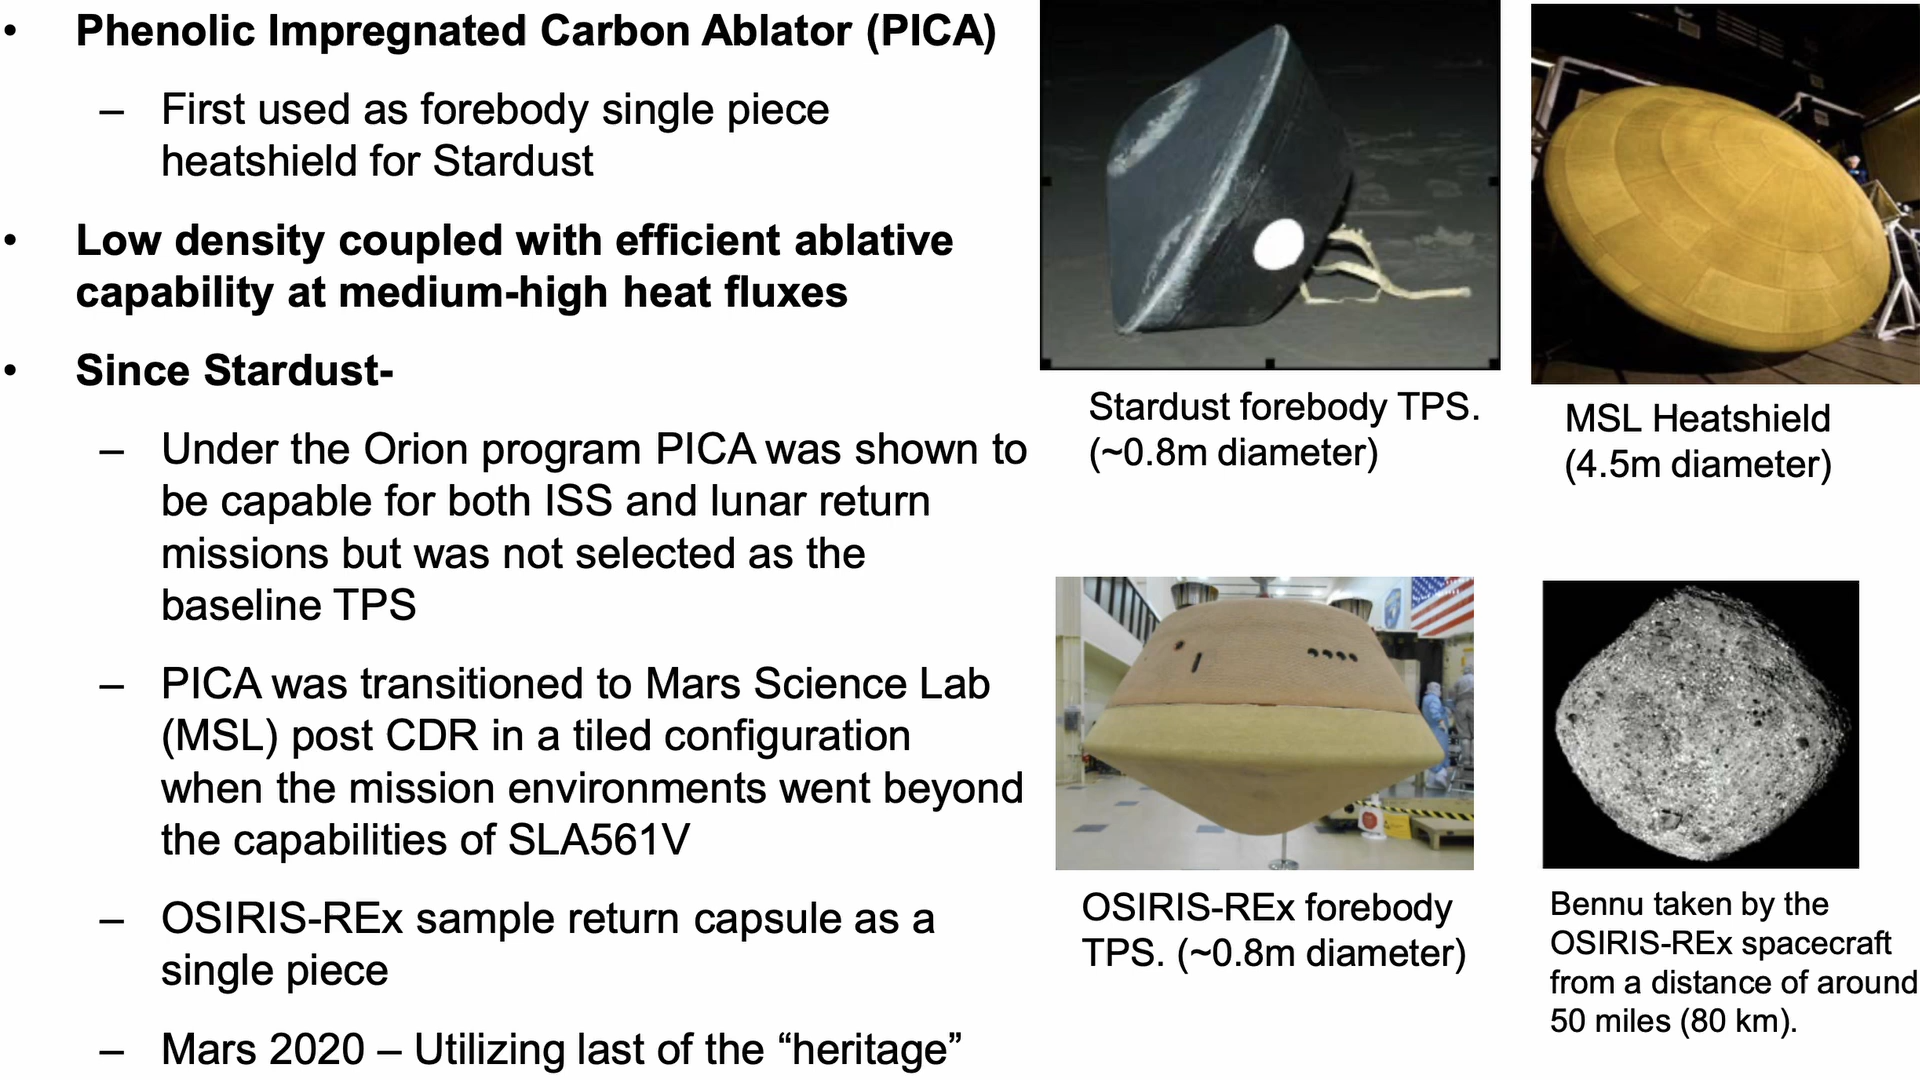 • Phenolic Impregnated Carbon Ablator (PICA)
– First used as forebody single piece
heatshield for Stardust
• Low density coupled with efficient ablative
capability at medium-high heat fluxes
• Since Stardust-
– Under the Orion program PICA was shown to
be capable for both ISS and lunar return
missions but was not selected as the
baseline TPS
– PICA was transitioned to Mars Science Lab
(MSL) post CDR in a tiled configuration
when the mission environments went beyond
the capabilities of SLA561V
– OSIRIS-REx sample return capsule as a
single piece
– Mars 2020 – Utilizing last of the “heritage”
Stardust forebody TPS.
(~0.8m diameter)
MSL Heatshield
(4.5m diameter)
OSIRIS-REx forebody
TPS. (~0.8m diameter)
Bennu taken by the
OSIRIS-REx spacecraft
from a distance of around
50 miles (80 km).